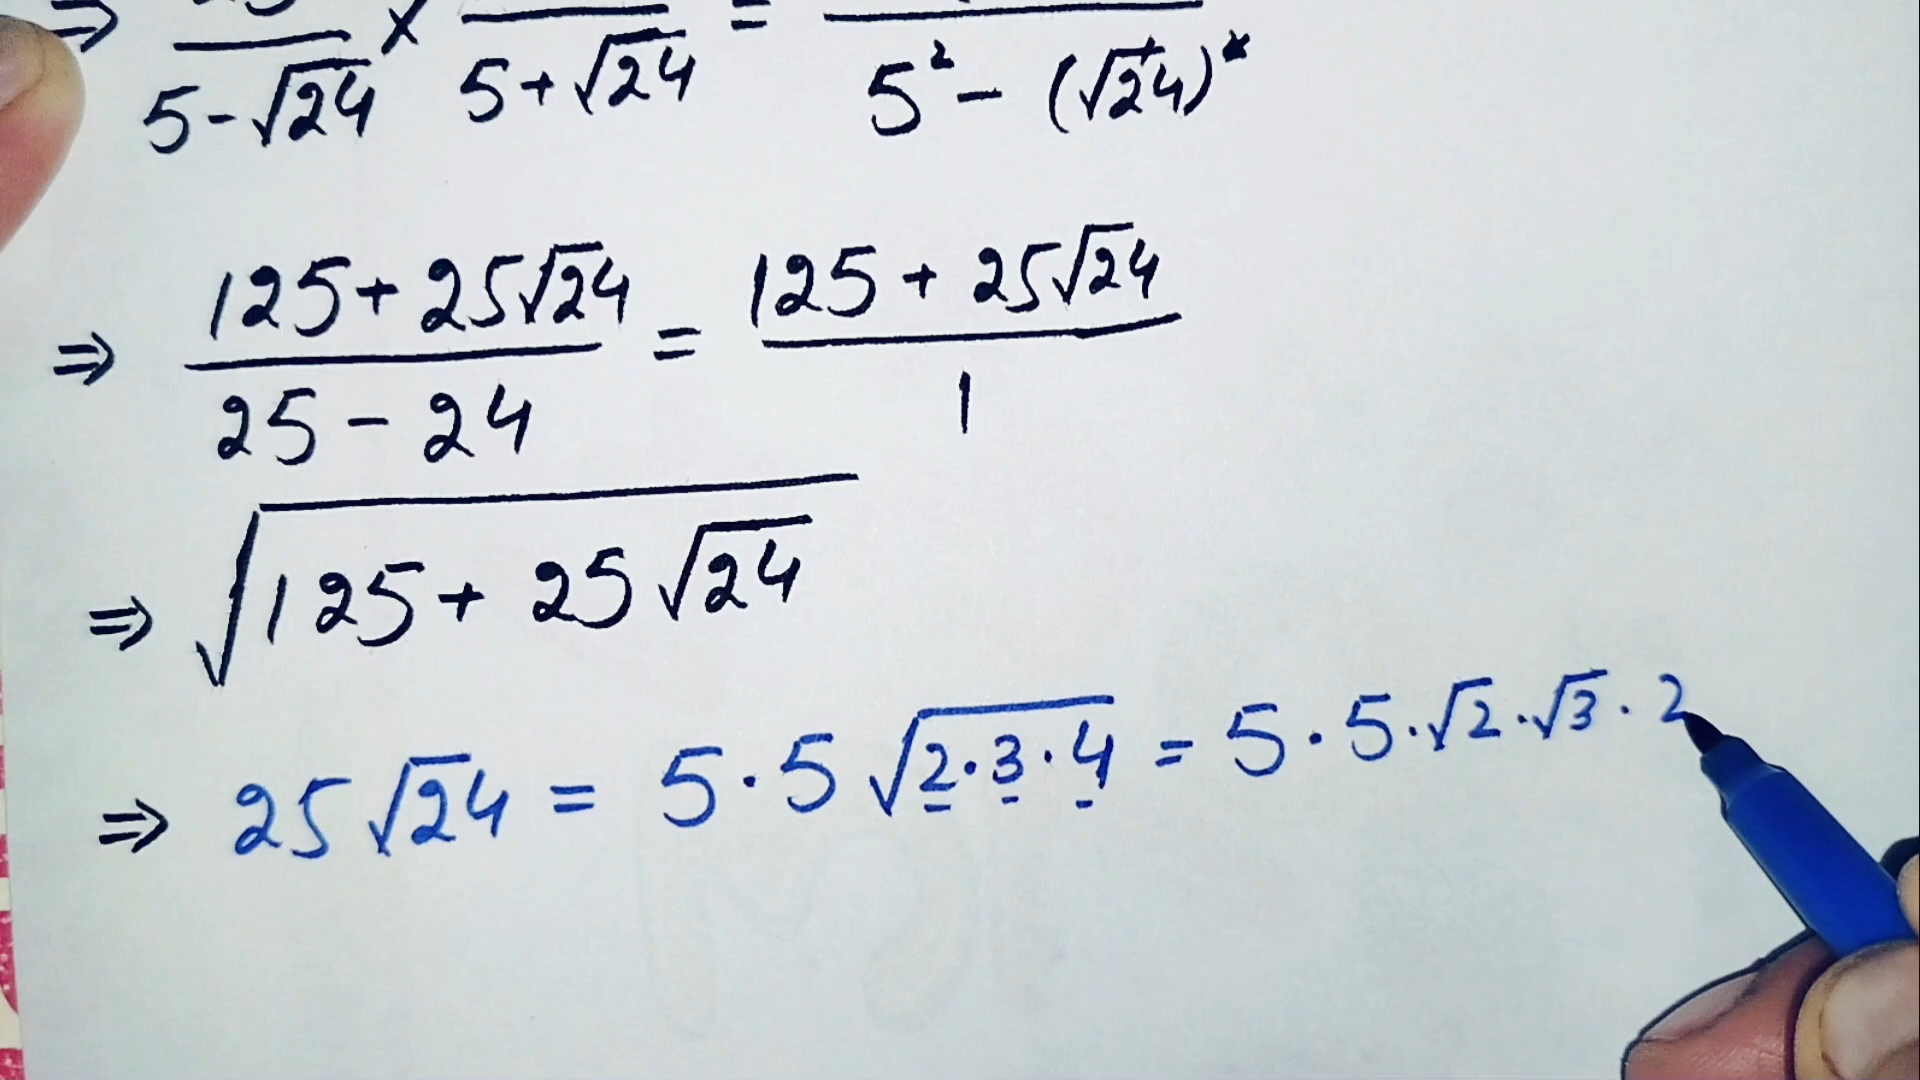 ⇒ / 5-√24 × / 5+√24 = / 5² - (√24)²
⇒ 125+25√24 / 25-24 = 125+25√24 / 1
⇒ √(125+25√24)
⇒ 25√24 = 5·5√(2·3·4) = 5·5·√2·√3·2